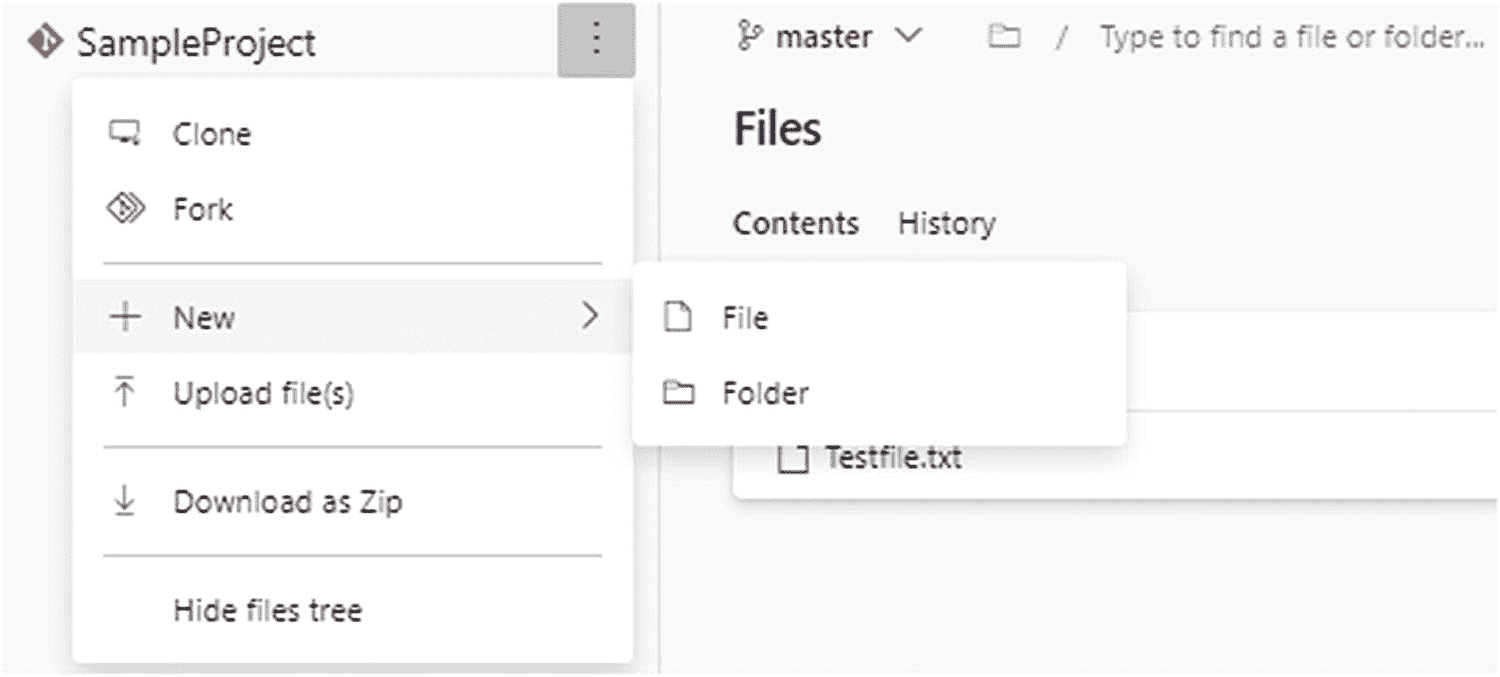 SampleProject
Clone
Fork
New
Upload file(s)
Download as Zip
Hide files tree
File
Folder
master / Type to find a file or folder...
Files
Contents History
Testfile.txt